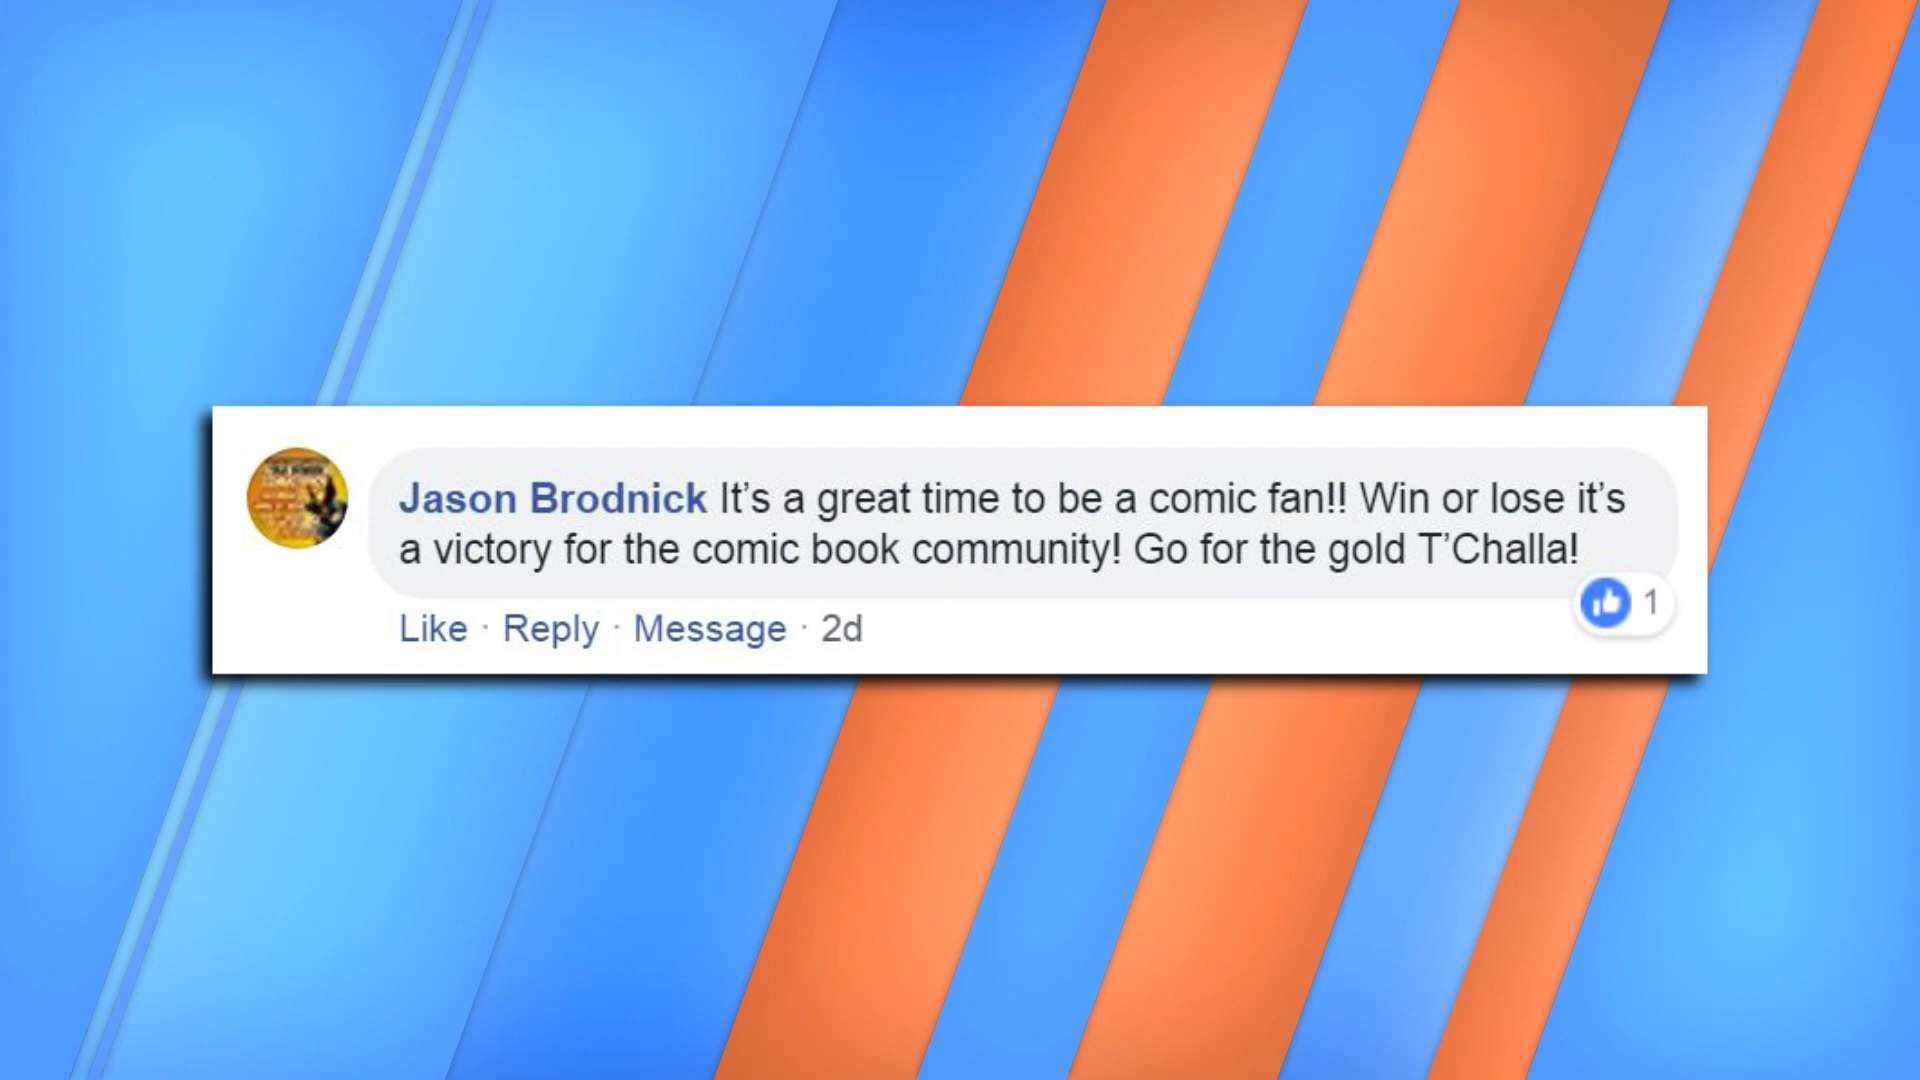 Jason Brodnick It’s a great time to be a comic fan!! Win or lose it’s
a victory for the comic book community! Go for the gold T’Challa!
1
Like · Reply · Message · 2d